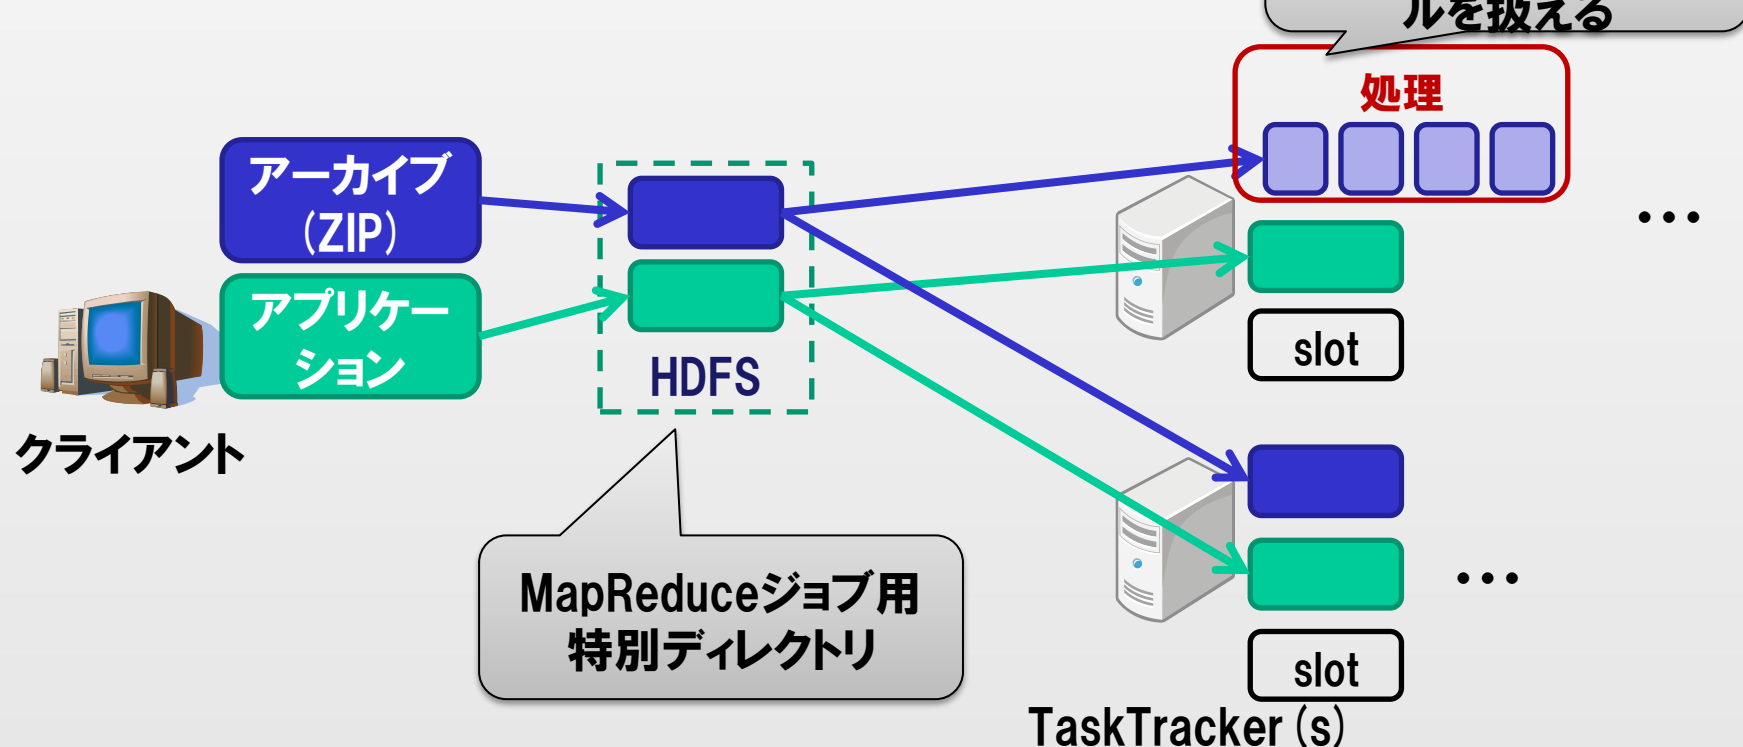 ルを扱える
処理
アーカイブ
(ZIP)
アプリケー
ション
HDFS
slot
クライアント
MapReduceジョブ用
特別ディレクトリ
slot
TaskTracker(s)
…
…